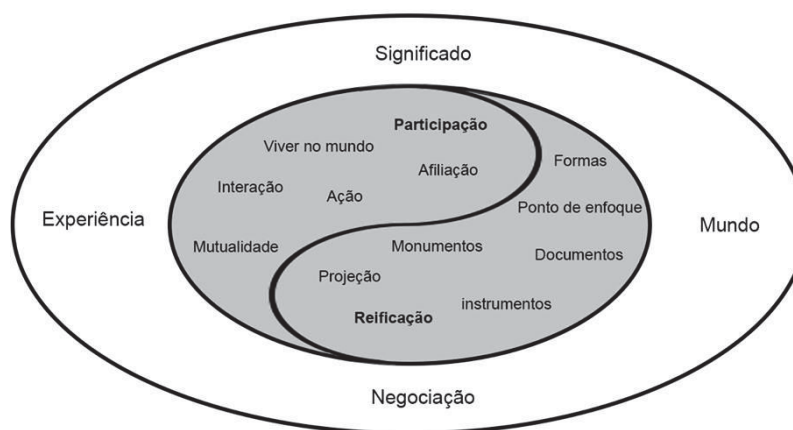 Significado
Participação
Viver no mundo
Afiliação
Formas
Interação
Ação
Ponto de enfoque
Experiência
Mundo
Mutualidade
Monumentos
Documentos
Projeção
instrumentos
Reificação
Negociação